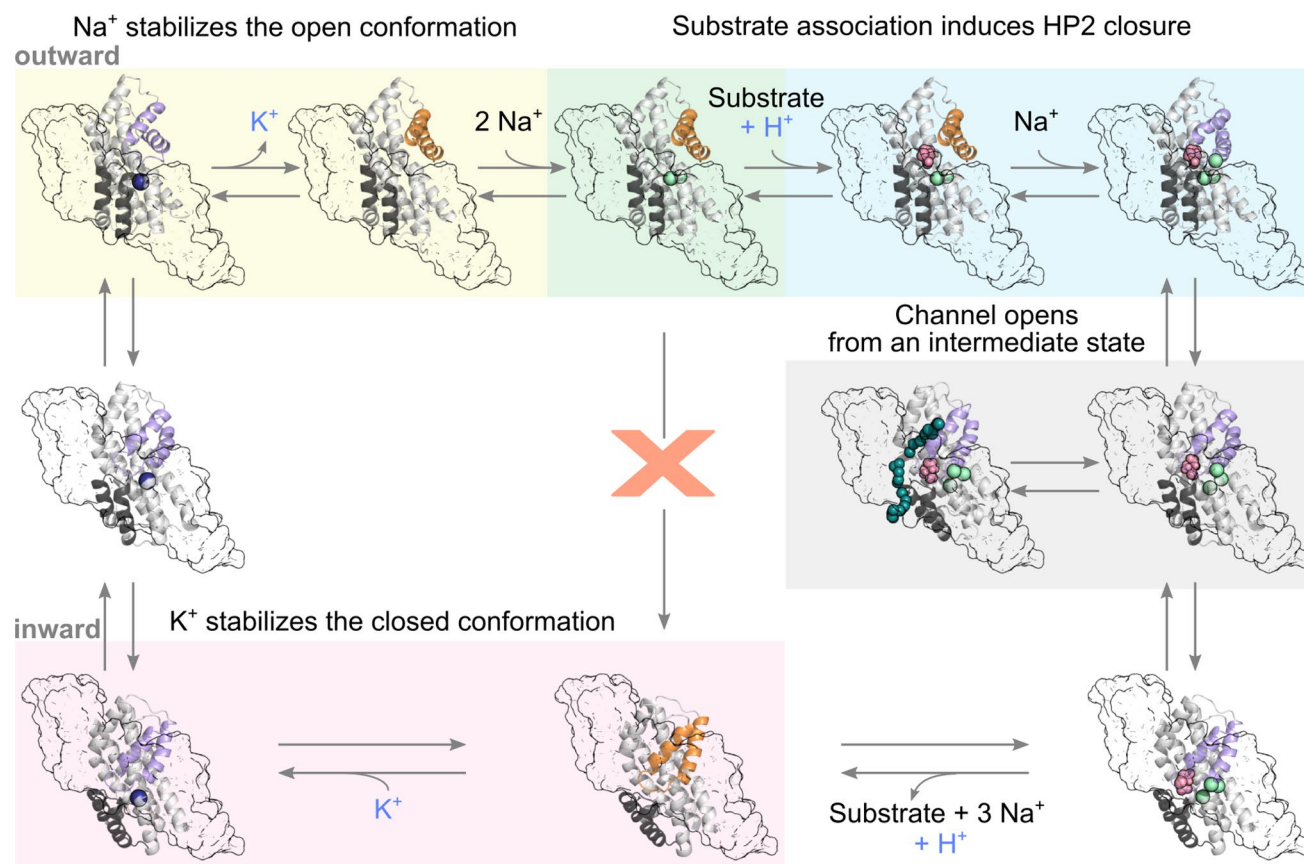 Na⁺ stabilizes the open conformation
Substrate association induces HP2 closure
outward
K⁺
2 Na⁺
Substrate
+ H⁺
Na⁺
Channel opens
from an intermediate state
inward
K⁺ stabilizes the closed conformation
K⁺
Substrate + 3 Na⁺
+ H⁺